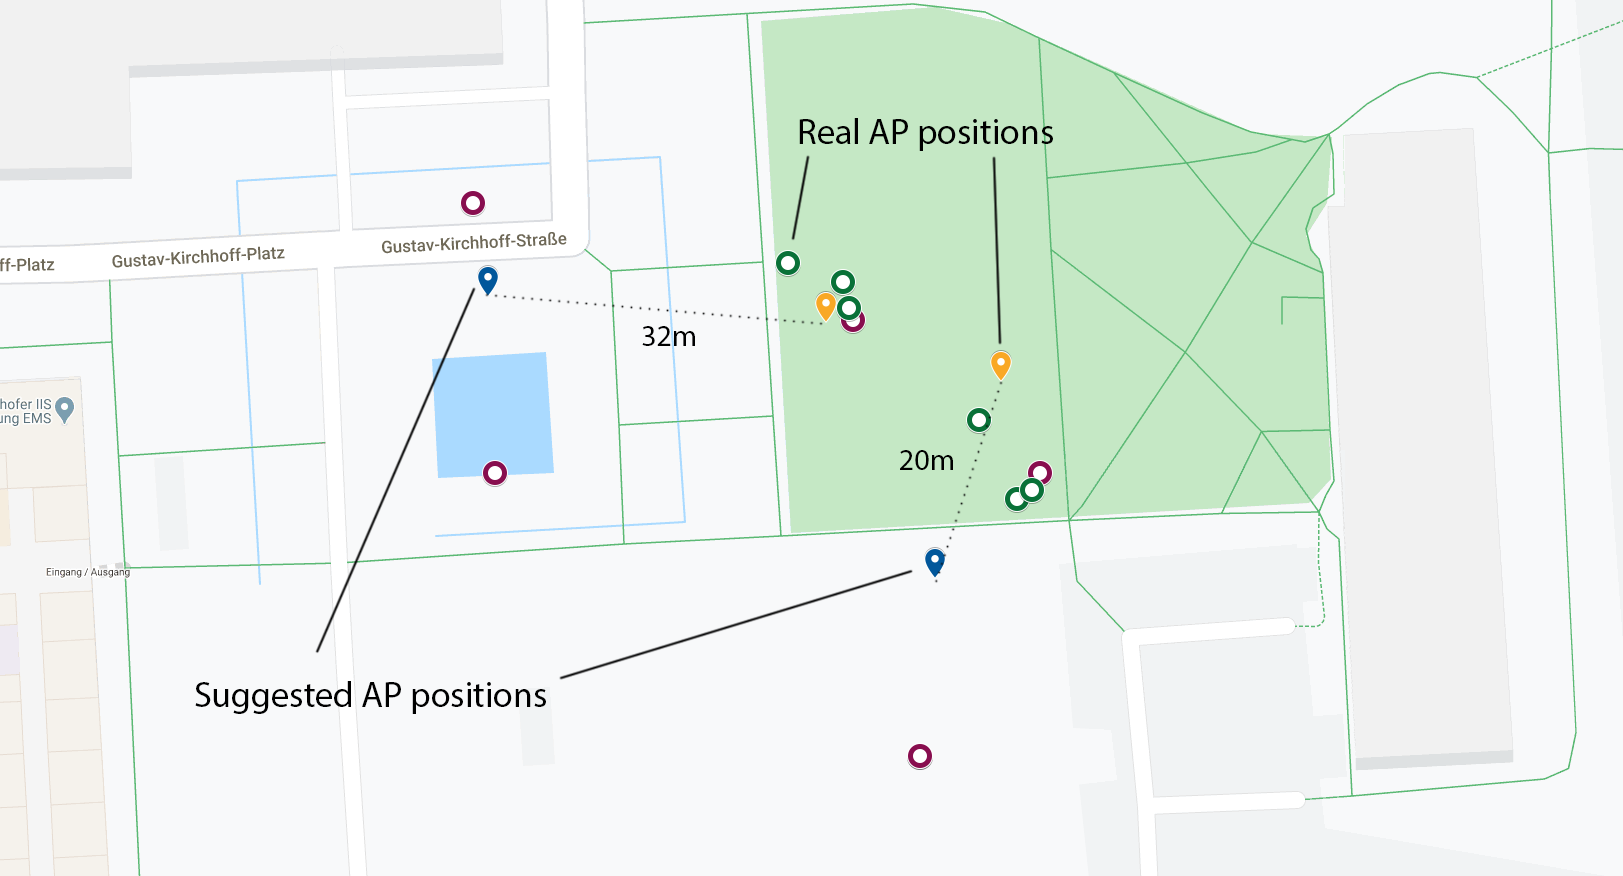 Real AP positions
ff-Platz
Gustav-Kirchhoff-Platz
Gustav-Kirchhoff-Straße
32m
hofer IIS
ung EMS
20m
Eingang / Ausgang
Suggested AP positions